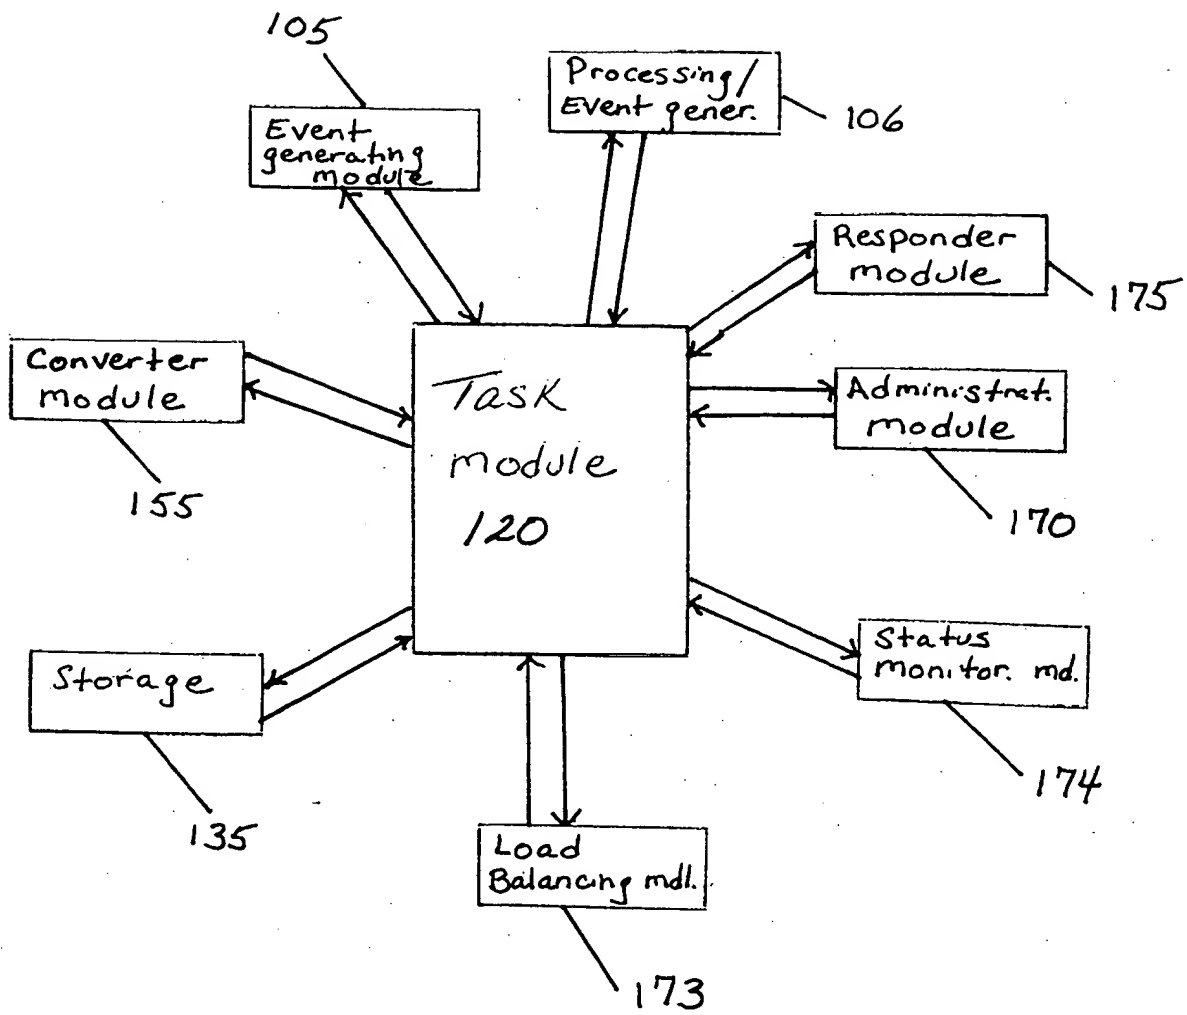 105
Event
generating
module
Processing/
Event gener.
106
Responder
module
175
Converter
module
155
Task
module
120
Administrat.
module
170
Storage
135
Status
monitor. md.
174
Load
Balancing mdl.
173